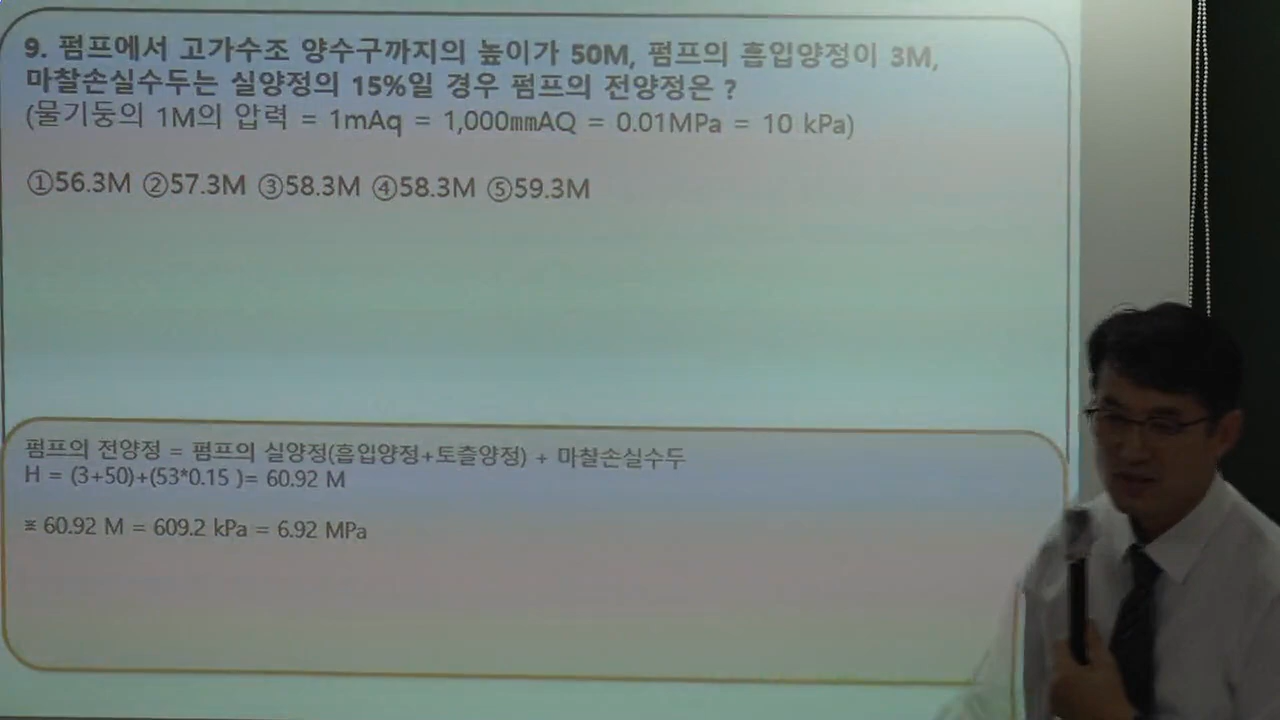 9. 펌프에서 고가수조 양수구까지의 높이가 50M, 펌프의 흡입양정이 3M,
마찰손실수두는 실양정의 15%일 경우 펌프의 전양정은 ?
(물기둥의 1M의 압력 = 1mAq = 1,000㎜AQ = 0.01MPa = 10 kPa)
①56.3M ②57.3M ③58.3M ④58.3M ⑤59.3M
펌프의 전양정 = 펌프의 실양정(흡입양정+토출양정) + 마찰손실수두
H = (3+50)+(53*0.15 )= 60.92 M
※ 60.92 M = 609.2 kPa = 6.92 MPa